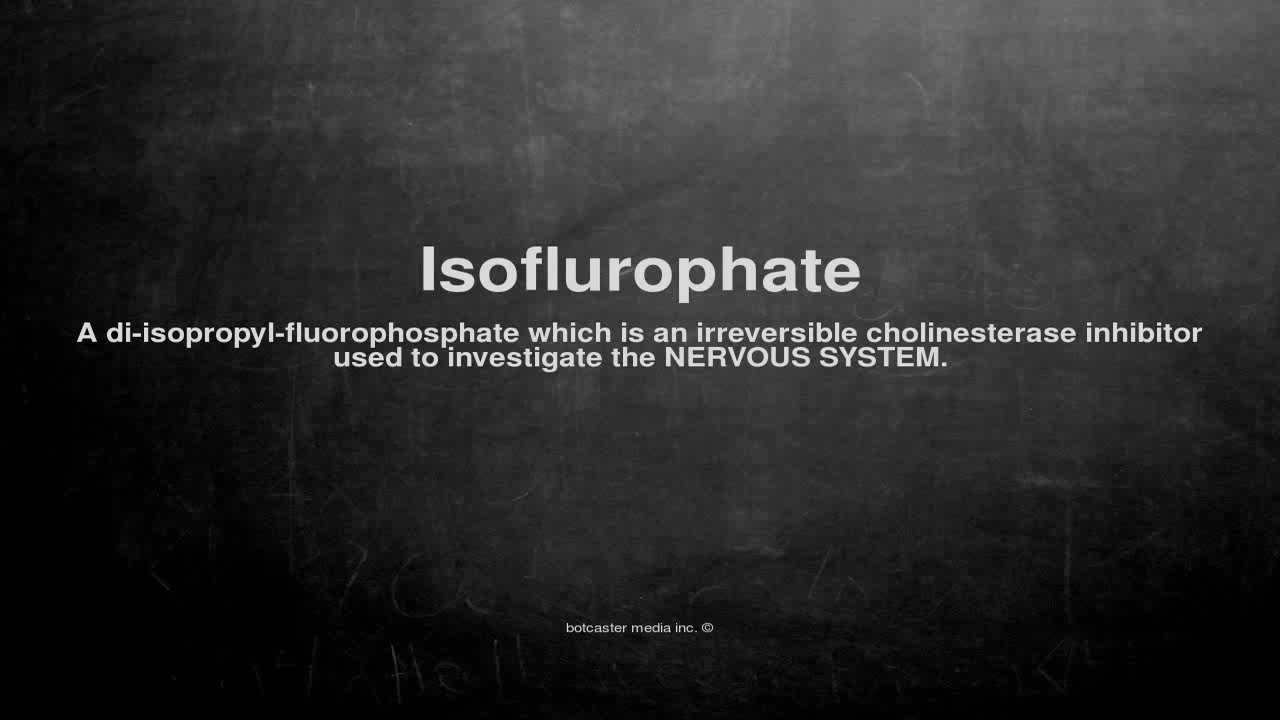 Isoflurophate
A di-isopropyl-fluorophosphate which is an irreversible cholinesterase inhibitor
used to investigate the NERVOUS SYSTEM.
botcaster media inc. ©